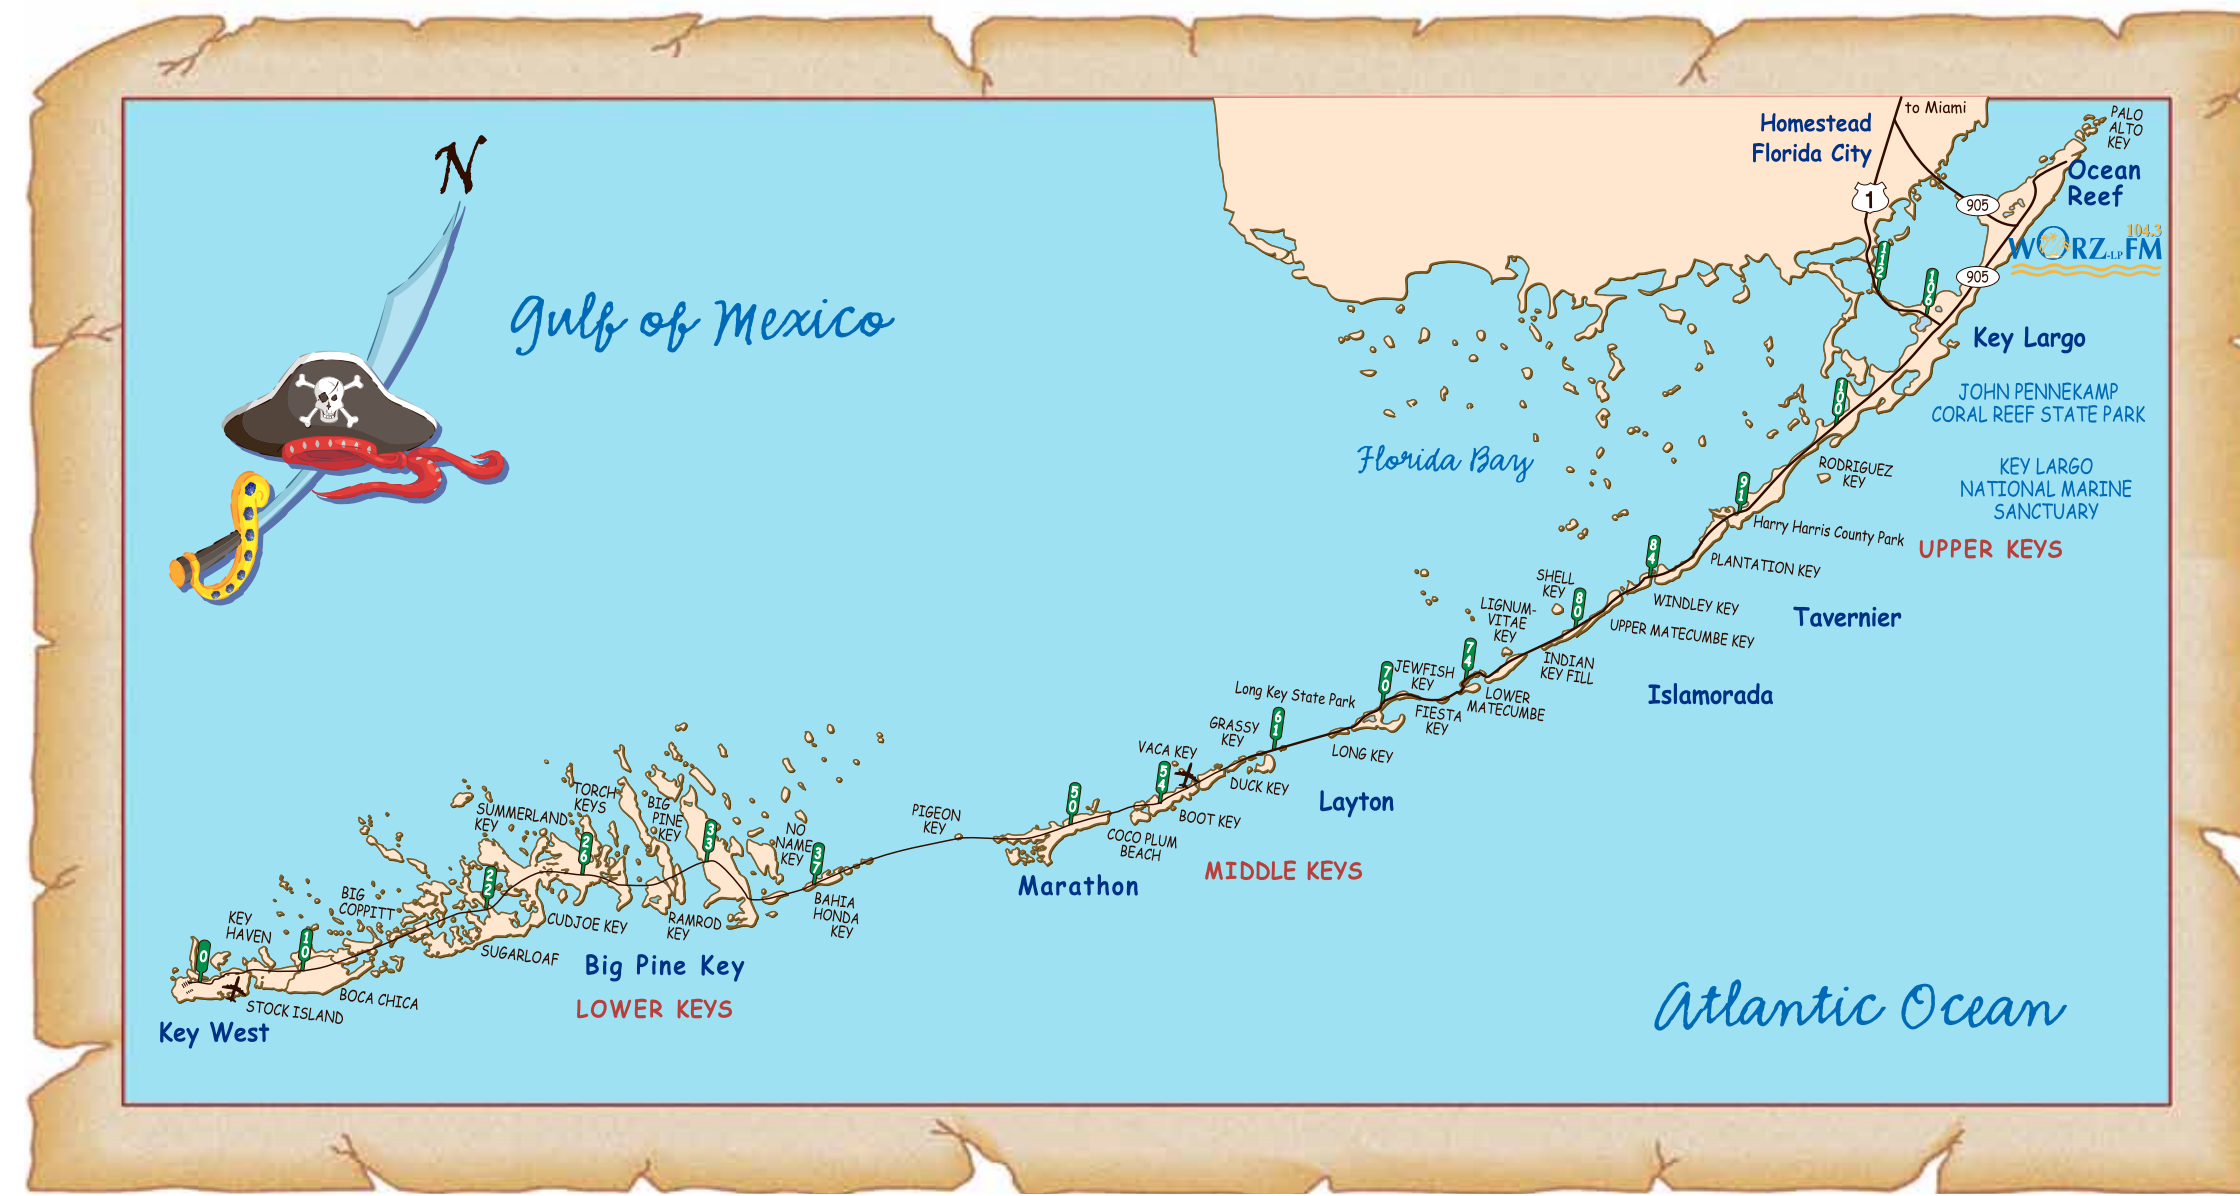 N
Gulf of Mexico
Florida Bay
Atlantic Ocean
to Miami
Homestead
Florida City
1
905
905
PALO
ALTO
KEY
Ocean
Reef
104.3
WORZ-LP FM
112
106
Key Largo
JOHN PENNEKAMP
CORAL REEF STATE PARK
KEY LARGO
NATIONAL MARINE
SANCTUARY
UPPER KEYS
100
RODRIGUEZ
KEY
91
Harry Harris County Park
PLANTATION KEY
84
WINDLEY KEY
Tavernier
SHELL
KEY
80
UPPER MATECUMBE KEY
LIGNUM-
VITAE
KEY
INDIAN
KEY FILL
Islamorada
74
JEWFISH
KEY
LOWER
MATECUMBE
70
FIESTA
KEY
Long Key State Park
LONG KEY
61
GRASSY
KEY
DUCK KEY
Layton
VACA KEY
54
BOOT KEY
COCO PLUM
BEACH
MIDDLE KEYS
50
Marathon
PIGEON
KEY
37
BAHIA
HONDA
KEY
NO
NAME
KEY
33
BIG
PINE
KEY
RAMROD
KEY
TORCH
KEYS
26
SUMMERLAND
KEY
CUDJOE KEY
22
SUGARLOAF
Big Pine Key
LOWER KEYS
BIG
COPPITT
10
BOCA CHICA
KEY
HAVEN
0
STOCK ISLAND
Key West